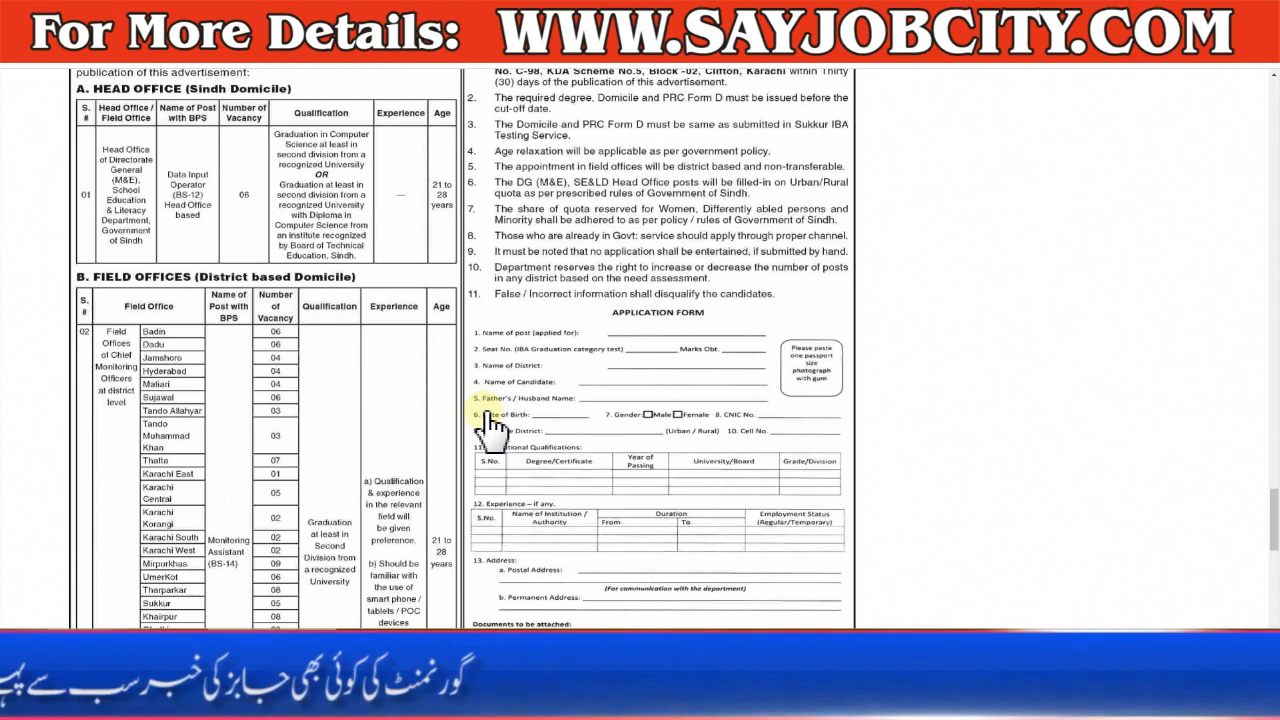 For More Details: WWW.SAYJOBCITY.COM
publication of this advertisement:
A. HEAD OFFICE (Sindh Domicile)
S. # Head Office / Field Office Name of Post with BPS Number of Vacancy Qualification Experience Age
01
Head Office
of Directorate
General
(M&E),
School
Education
& Literacy
Department,
Government
of Sindh
Data Input
Operator
(BS-12)
Head Office
based
06
Graduation in Computer
Science at least in
second division from a
recognized University
OR
Graduation at least in
second division from a
recognized University
with Diploma in
Computer Science from
an institute recognized
by Board of Technical
Education, Sindh.
—
21 to
28
years
B. FIELD OFFICES (District based Domicile)
S. # Field Office Name of Post with BPS Number of Vacancy Qualification Experience Age
02
Field
Offices
of Chief
Monitoring
Officers
at district
level
Badin 06
Dadu 06
Jamshoro 04
Hyderabad 04
Matiari 04
Sujawal 06
Tando Allahyar 03
Tando
Muhammad
Khan 03
Thatta 07
Karachi East 01
Karachi
Central 05
Karachi
Korangi 02
Karachi South 02
Karachi West 02
Mirpurkhas 09
UmerKot 06
Tharparkar 08
Sukkur 05
Khairpur 08
Monitoring
Assistant
(BS-14)
Graduation
at least in
Second
Division from
a recognized
University
a) Qualification
& experience
in the relevant
field will
be given
preference.
b) Should be
familiar with
the use of
smart phone /
tablets / POC
devices
21 to
28
years
No. C-98, KDA Scheme No.5, Block -02, Clifton, Karachi within Thirty
(30) days of the publication of this advertisement.
2. The required degree, Domicile and PRC Form D must be issued before the
cut-off date.
3. The Domicile and PRC Form D must be same as submitted in Sukkur IBA
Testing Service.
4. Age relaxation will be applicable as per government policy.
5. The appointment in field offices will be district based and non-transferable.
6. The DG (M&E), SE&LD Head Office posts will be filled-in on Urban/Rural
quota as per prescribed rules of Government of Sindh.
7. The share of quota reserved for Women, Differently abled persons and
Minority shall be adhered to as per policy / rules of Government of Sindh.
8. Those who are already in Govt: service should apply through proper channel.
9. It must be noted that no application shall be entertained, if submitted by hand.
10. Department reserves the right to increase or decrease the number of posts
in any district based on the need assessment.
11. False / Incorrect information shall disqualify the candidates.
APPLICATION FORM
1. Name of post (applied for):
2. Seat No. (IBA Graduation category test) Marks Obt.
3. Name of District:
4. Name of Candidate:
5. Father's / Husband Name:
6. of Birth: 7. Gender: Male Female 8. CNIC No.
District: (Urban / Rural) 10. Cell No.
11. Qualifications:
Please paste
one passport
size
photograph
with gum
S.No. Degree/Certificate Year of Passing University/Board Grade/Division
12. Experience – if any.
S.No. Name of Institution / Authority Duration From To Employment Status (Regular/Temporary)
13. Address:
a. Postal Address:
(For communication with the department)
b. Permanent Address:
Documents to be attached:
گورنمنٹ کی کوئی بھی جابز کی خبر سب سے پہلے